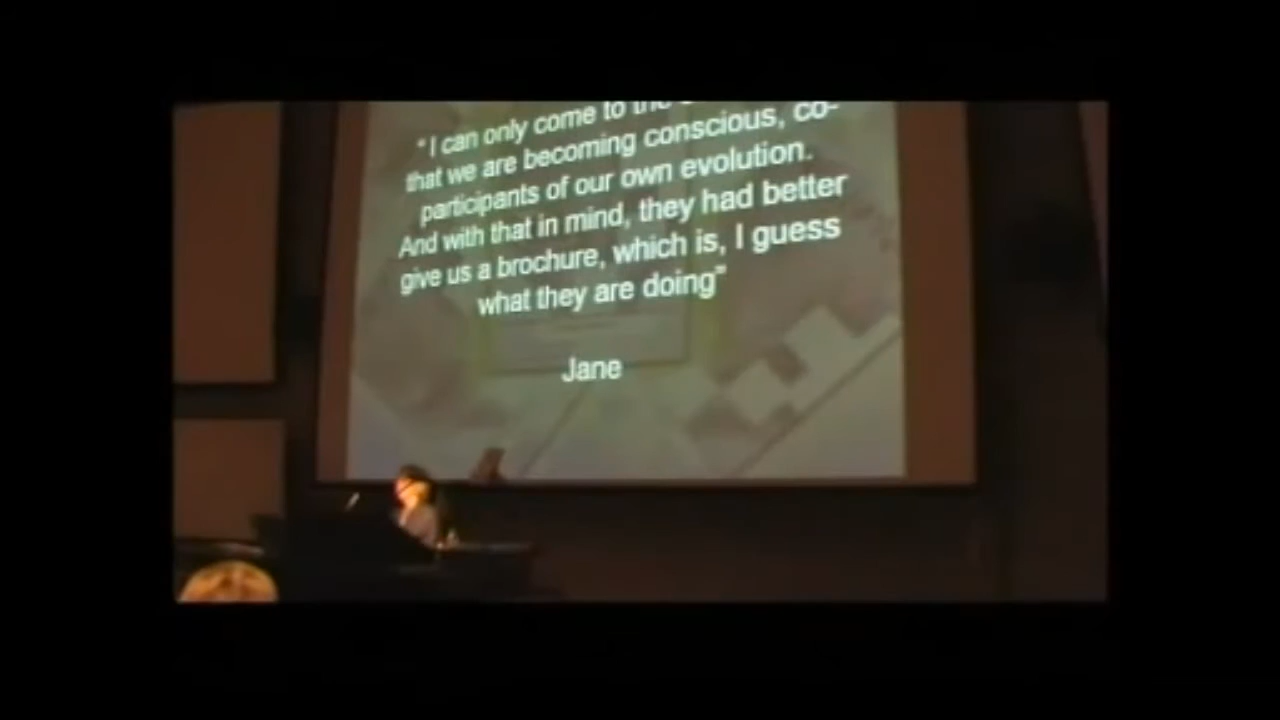 “I can only come to the
that we are becoming conscious, co-
participants of our own evolution.
And with that in mind, they had better
give us a brochure, which is, I guess
what they are doing”
Jane